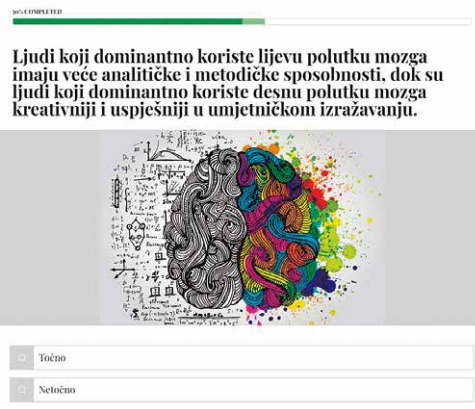 50% COMPLETED
Ljudi koji dominantno koriste lijevu polutku mozga
imaju veće analitičke i metodičke sposobnosti, dok su
ljudi koji dominantno koriste desnu polutku mozga
kreativniji i uspješniji u umjetničkom izražavanju.
Točno
Netočno